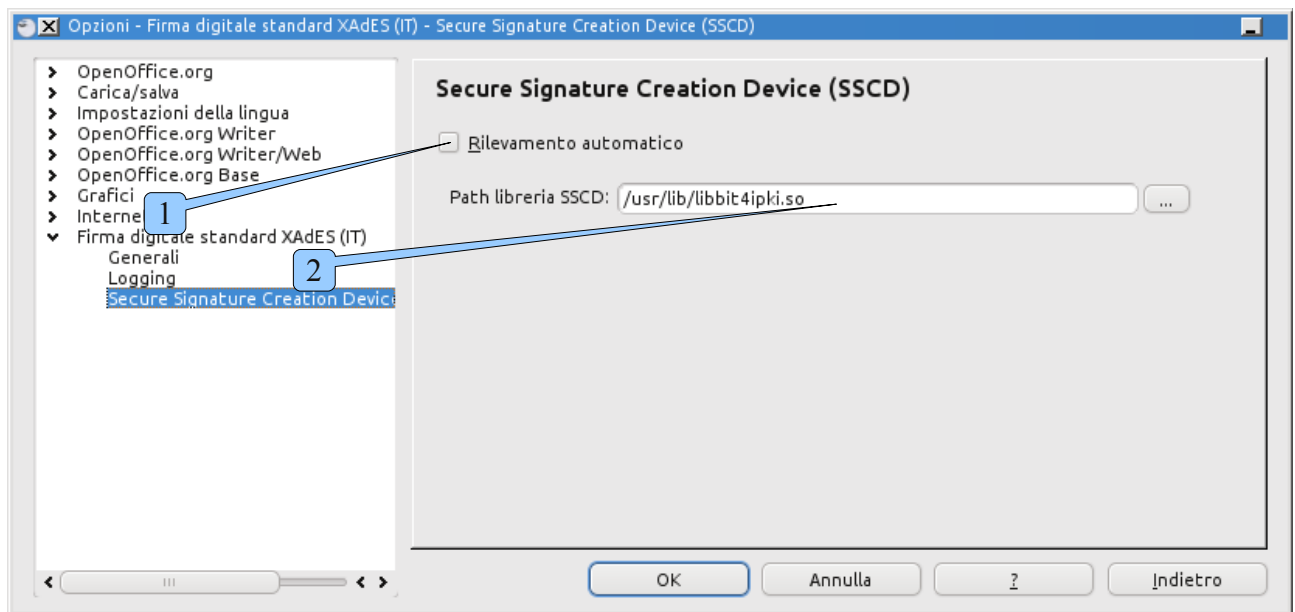 Opzioni - Firma digitale standard XAdES (IT) - Secure Signature Creation Device (SSCD)
OpenOffice.org
Carica/salva
Impostazioni della lingua
OpenOffice.org Writer
OpenOffice.org Writer/Web
OpenOffice.org Base
Grafici
1
Firma digitale standard XAdES (IT)
Generali
2
Logging
Secure Signature Creation
Secure Signature Creation Device (SSCD)
Rilevamento automatico
Path libreria SSCD: /usr/lib/libbit4ipki.so ...
OK Annulla ? Indietro